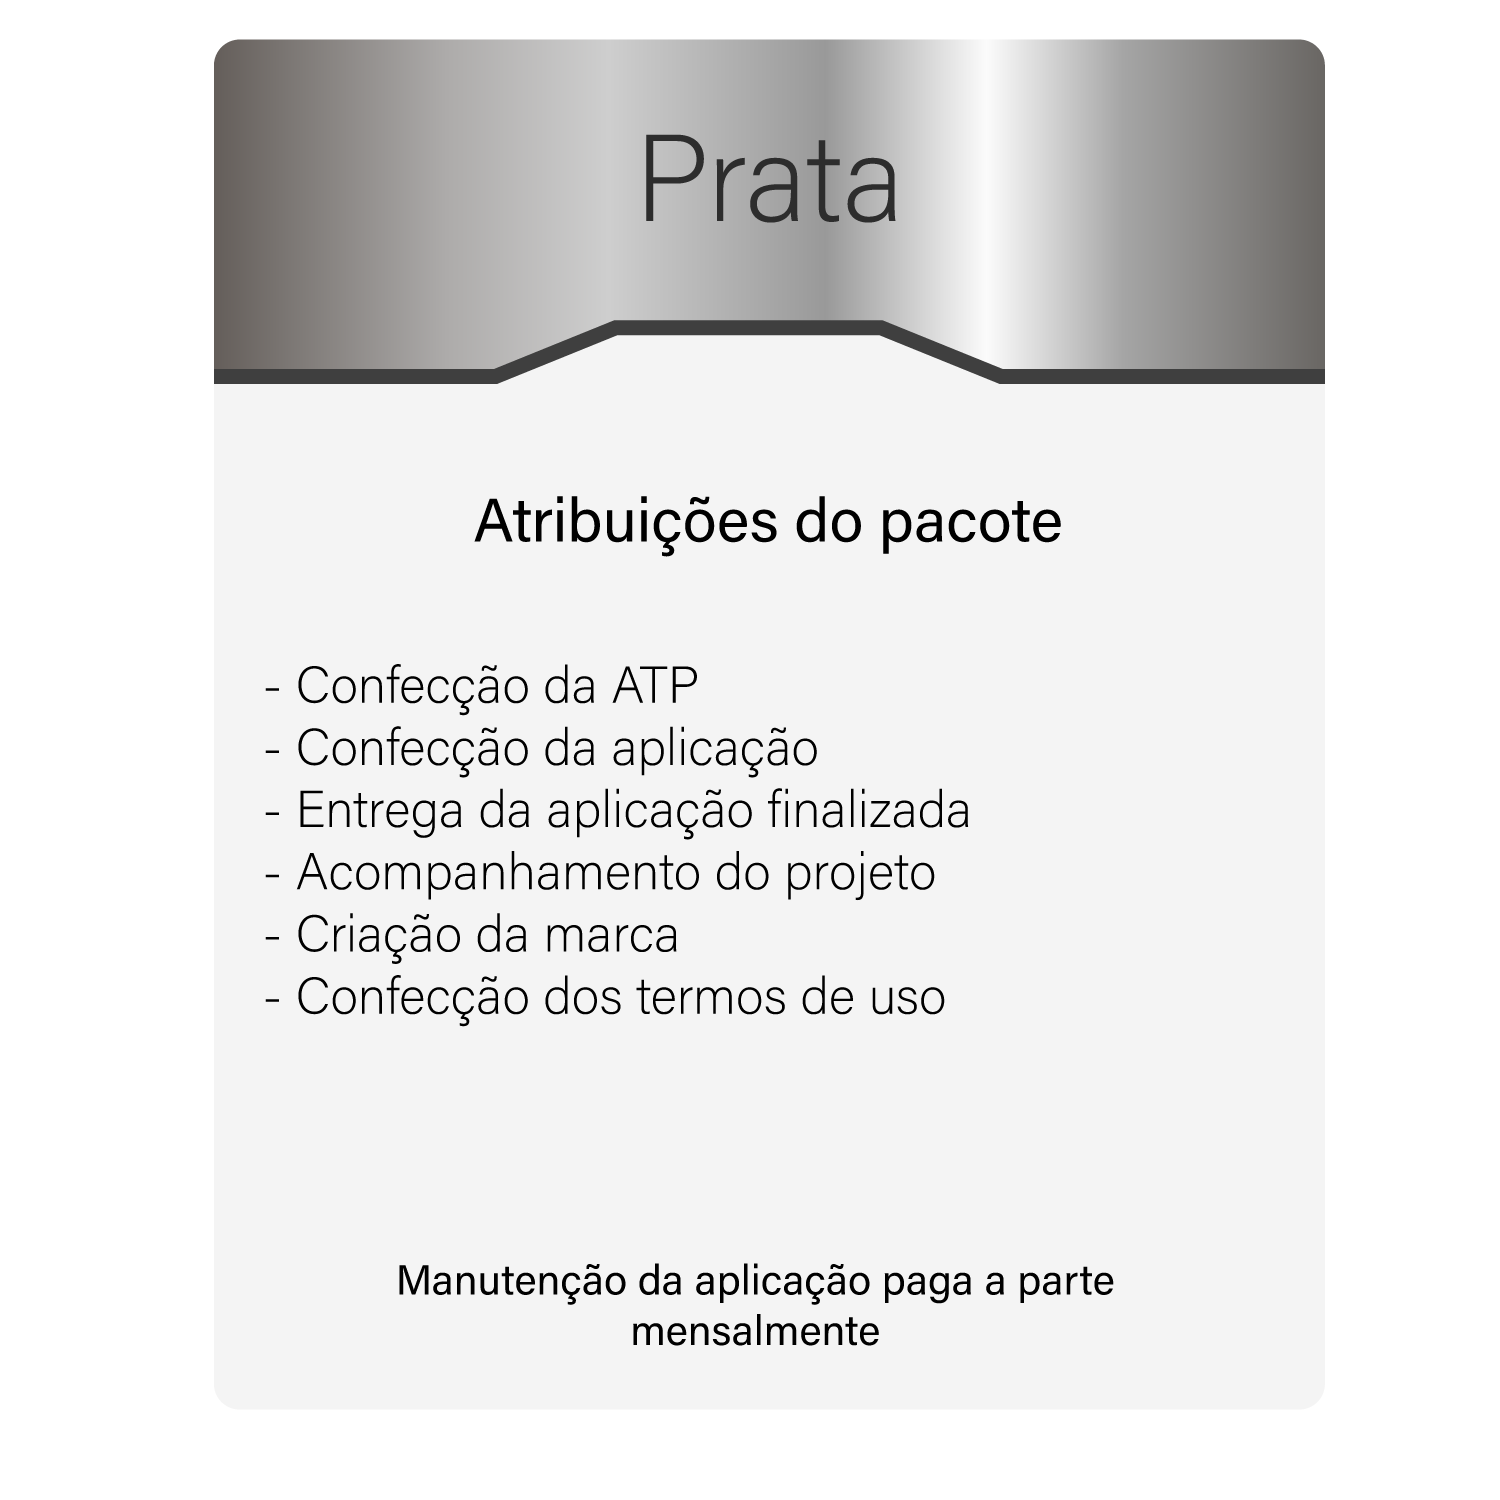 Prata
Atribuições do pacote
- Confecção da ATP
- Confecção da aplicação
- Entrega da aplicação finalizada
- Acompanhamento do projeto
- Criação da marca
- Confecção dos termos de uso
Manutenção da aplicação paga a parte
mensalmente